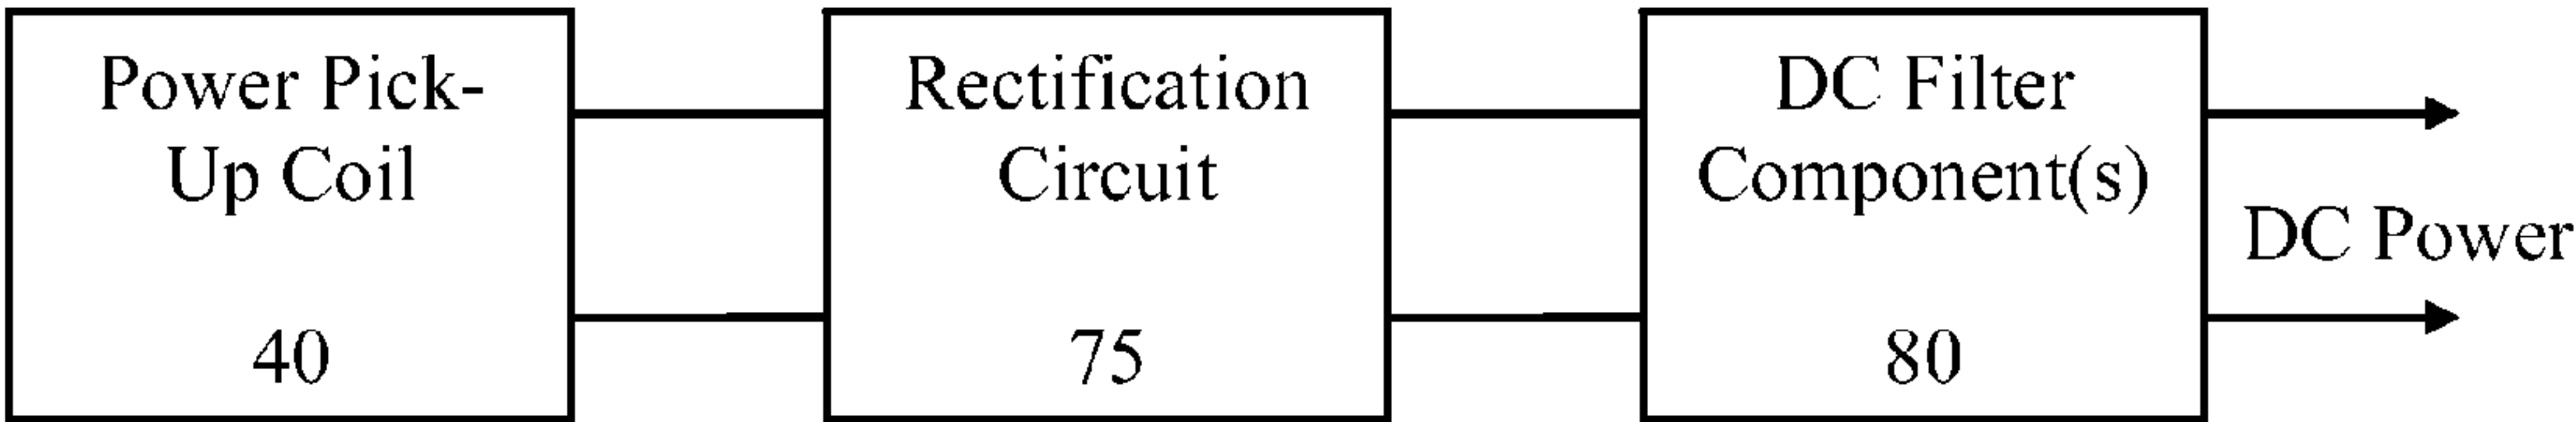 Power Pick-
Up Coil
40
Rectification
Circuit
75
DC Filter
Component(s)
80
DC Power